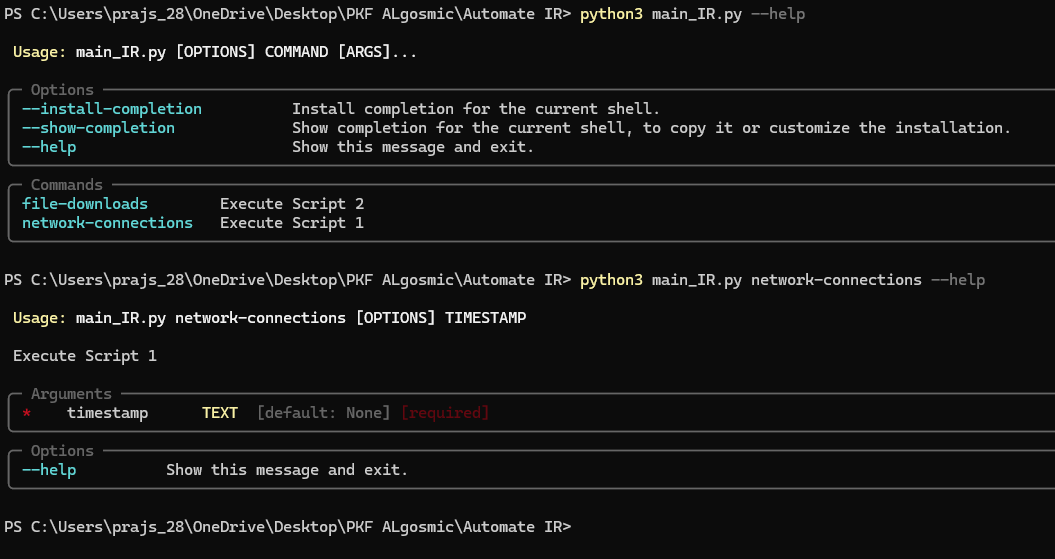 PS C:\Users\prajs_28\OneDrive\Desktop\PKF ALgosmic\Automate IR> python3 main_IR.py --help
Usage: main_IR.py [OPTIONS] COMMAND [ARGS]...
Options
--install-completion Install completion for the current shell.
--show-completion Show completion for the current shell, to copy it or customize the installation.
--help Show this message and exit.
Commands
file-downloads Execute Script 2
network-connections Execute Script 1
PS C:\Users\prajs_28\OneDrive\Desktop\PKF ALgosmic\Automate IR> python3 main_IR.py network-connections --help
Usage: main_IR.py network-connections [OPTIONS] TIMESTAMP
Execute Script 1
Arguments
* timestamp TEXT [default: None] [required]
Options
--help Show this message and exit.
PS C:\Users\prajs_28\OneDrive\Desktop\PKF ALgosmic\Automate IR>